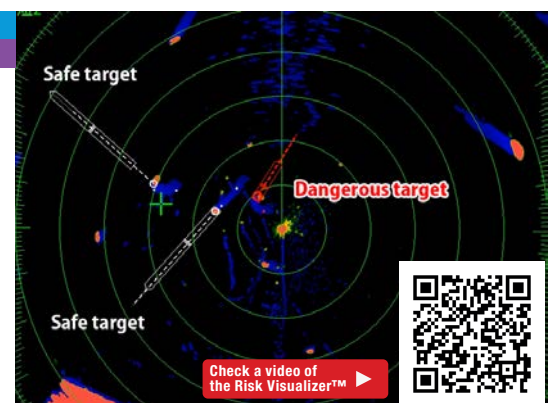 Safe target
Dangerous target
Safe target
Check a video of
the Risk Visualizer™